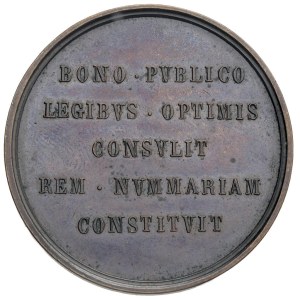 BONO · PUBLICO
LEGIBVS · OPTIMIS
CONSVLIT
REM · NUMMARIAM
CONSTITVIT